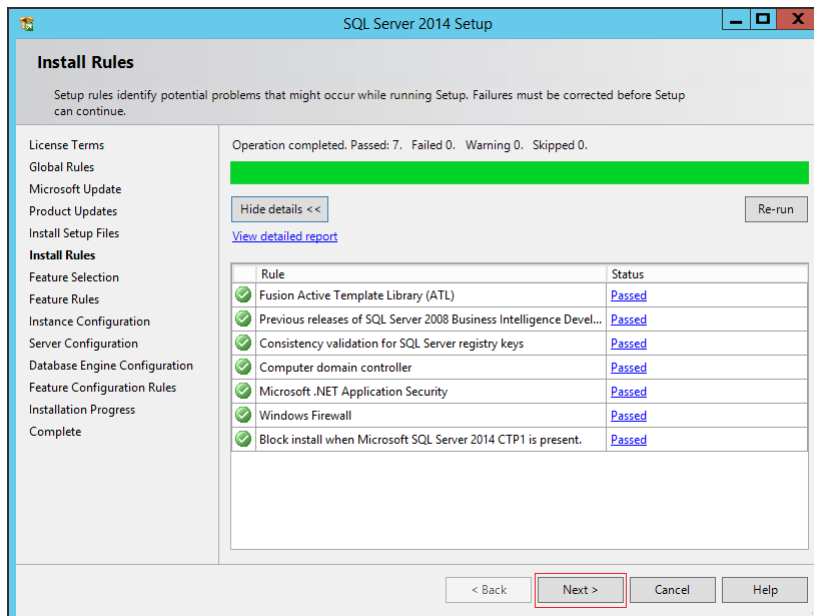 SQL Server 2014 Setup
Install Rules
Setup rules identify potential problems that might occur while running Setup. Failures must be corrected before Setup
can continue.
License Terms
Global Rules
Microsoft Update
Product Updates
Install Setup Files
Install Rules
Feature Selection
Feature Rules
Instance Configuration
Server Configuration
Database Engine Configuration
Feature Configuration Rules
Installation Progress
Complete
Operation completed. Passed: 7.   Failed 0.   Warning 0.   Skipped 0.
Hide details << Re-run
View detailed report
Rule Status
Fusion Active Template Library (ATL) Passed
Previous releases of SQL Server 2008 Business Intelligence Devel... Passed
Consistency validation for SQL Server registry keys Passed
Computer domain controller Passed
Microsoft .NET Application Security Passed
Windows Firewall Passed
Block install when Microsoft SQL Server 2014 CTP1 is present. Passed
< Back Next > Cancel Help